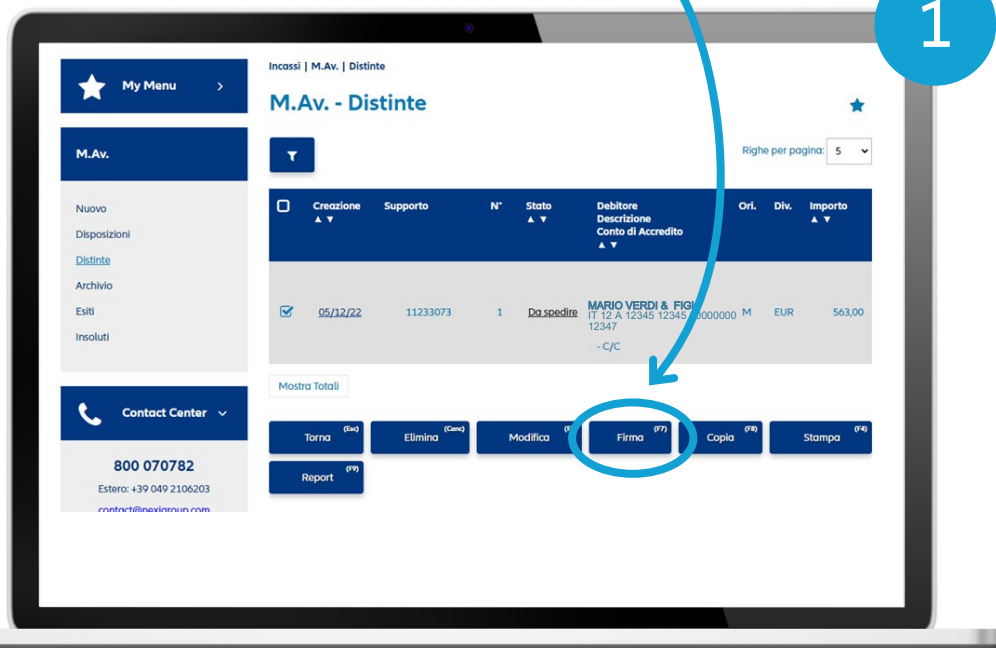 1
My Menu >
M.Av.
Nuovo
Disposizioni
Distinte
Archivio
Esiti
Insoluti
Contact Center
800 070782
Estero: +39 049 2106203
contact@nexigroup.com
Incassi | M.Av. | Distinte
M.Av. - Distinte
Righe per pagina: 5
Creazione Supporto N° Stato Debitore Ori. Div. Importo
Descrizione
Conto di Accredito
05/12/22 11233073 1 Da spedire MARIO VERDI & M EUR 563,00
IT 12 A 12345 12345
12347
- C/C
Mostra Totali
Torna (Esc) Elimina (Canc) Modifica Firma (F7) Copia (F8) Stampa (F4)
Report (F9)